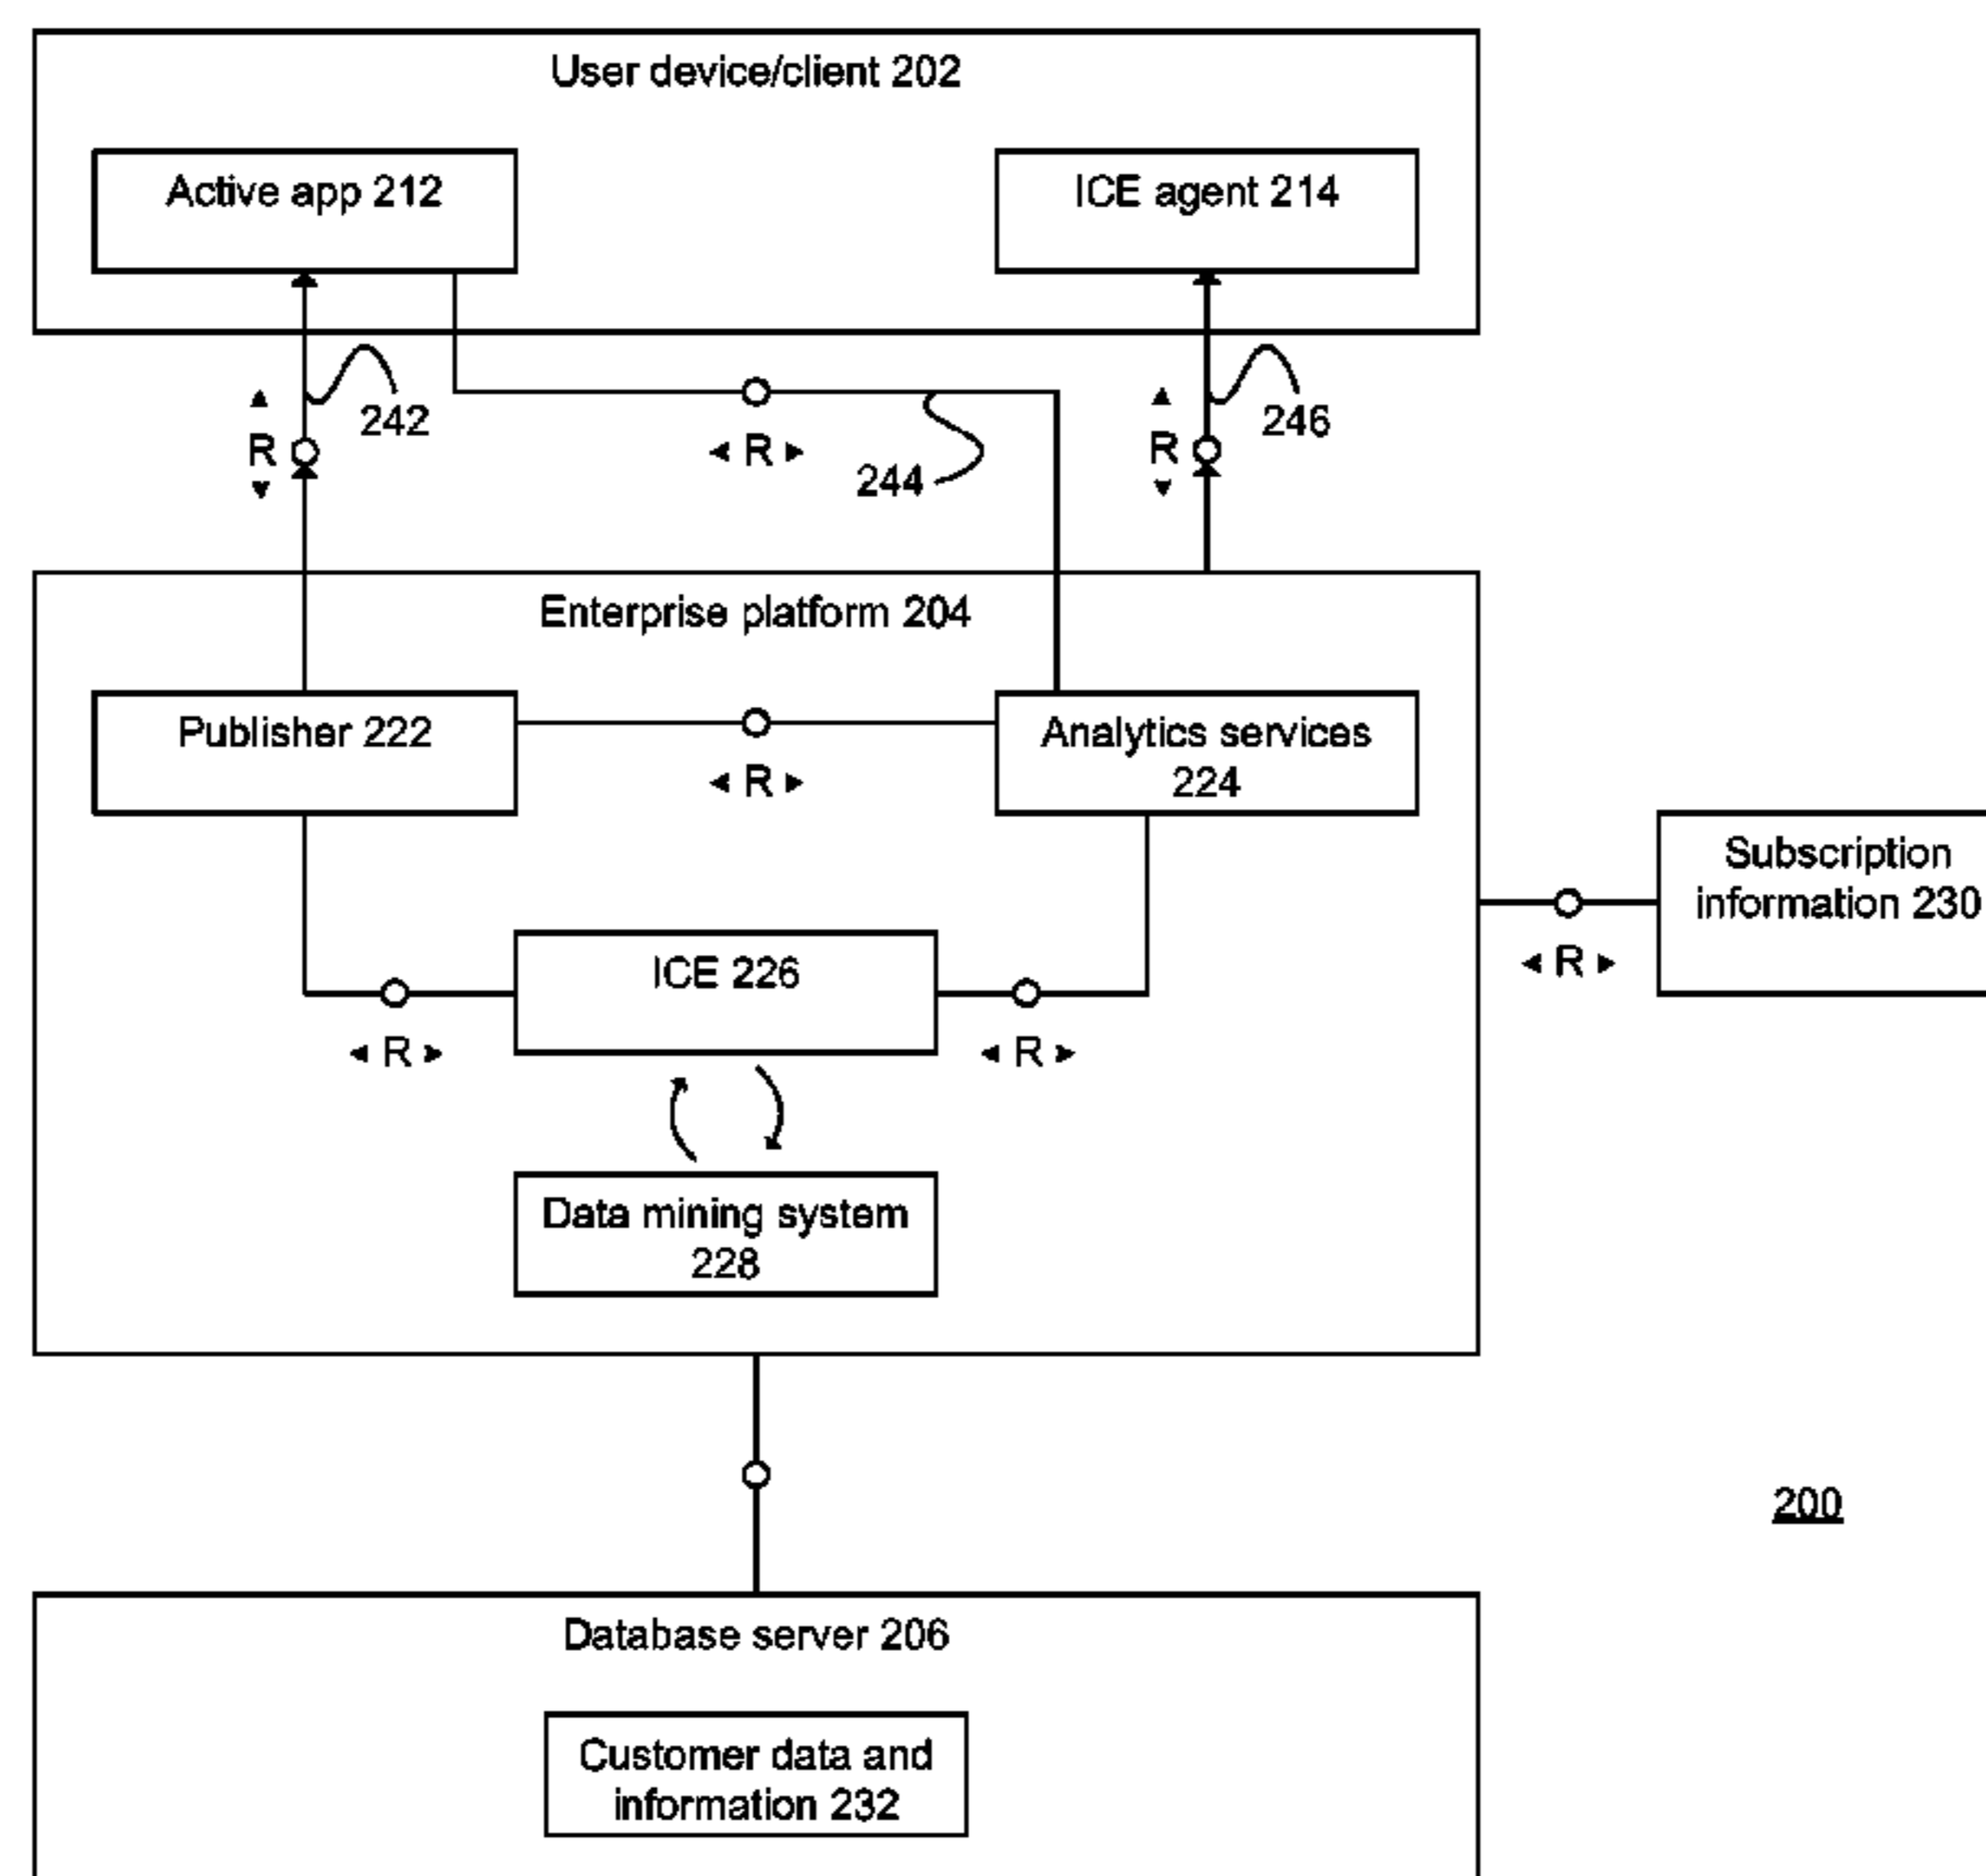 User device/client 202
Active app 212
ICE agent 214
242
R
R
246
R
244
Enterprise platform 204
Publisher 222
Analytics services
224
R
Subscription
information 230
R
ICE 226
R
R
Data mining system
228
200
Database server 206
Customer data and
information 232